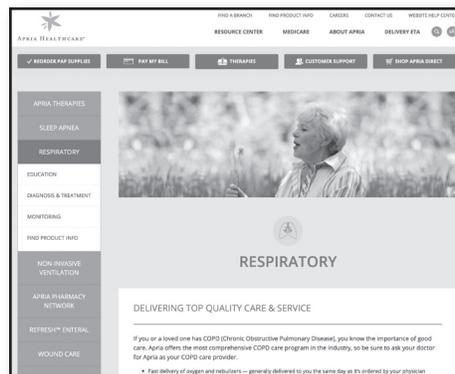 FIND A BRANCH FIND PRODUCT INFO CAREERS CONTACT US WEBSITE HELP CENTER
APRIA HEALTHCARE®
RESOURCE CENTER MEDICARE ABOUT APRIA DELIVERY ETA
✓ REORDER PAP SUPPLIES PAY MY BILL THERAPIES CUSTOMER SUPPORT SHOP APRIA DIRECT
APRIA THERAPIES
SLEEP APNEA
RESPIRATORY
EDUCATION
DIAGNOSIS & TREATMENT
MONITORING
FIND PRODUCT INFO
NON-INVASIVE
VENTILATION
APRIA PHARMACY
NETWORK
REFRESH™ ENTERAL
WOUND CARE
RESPIRATORY
DELIVERING TOP QUALITY CARE & SERVICE
If you or a loved one has COPD (Chronic Obstructive Pulmonary Disease), you know the importance of good
care. Apria offers the most comprehensive COPD care program in the industry, so be sure to ask your doctor
for Apria as your COPD care provider.
• Fast delivery of oxygen and nebulizers — generally delivered to you the same day as it's ordered by your physician